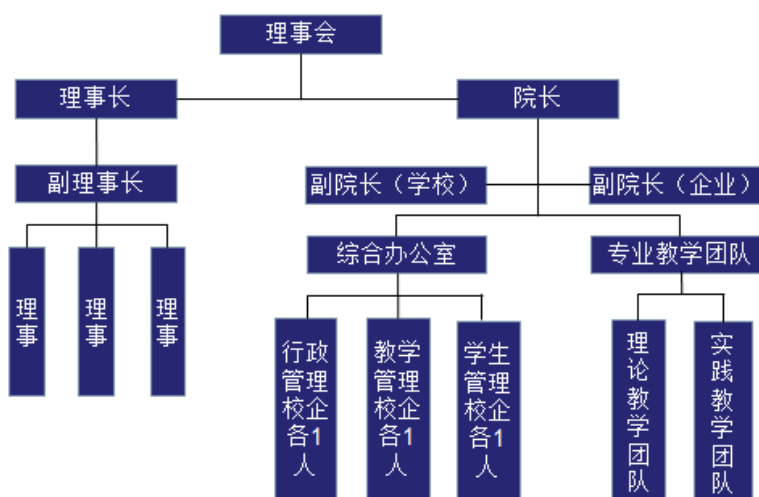 理事会
理事长
院长
副理事长
副院长（学校）
副院长（企业）
综合办公室
专业教学团队
理事
理事
理事
行政
管理
校企
各1
人
教学
管理
校企
各1
人
学生
管理
校企
各1
人
理论教学团队
实践教学团队